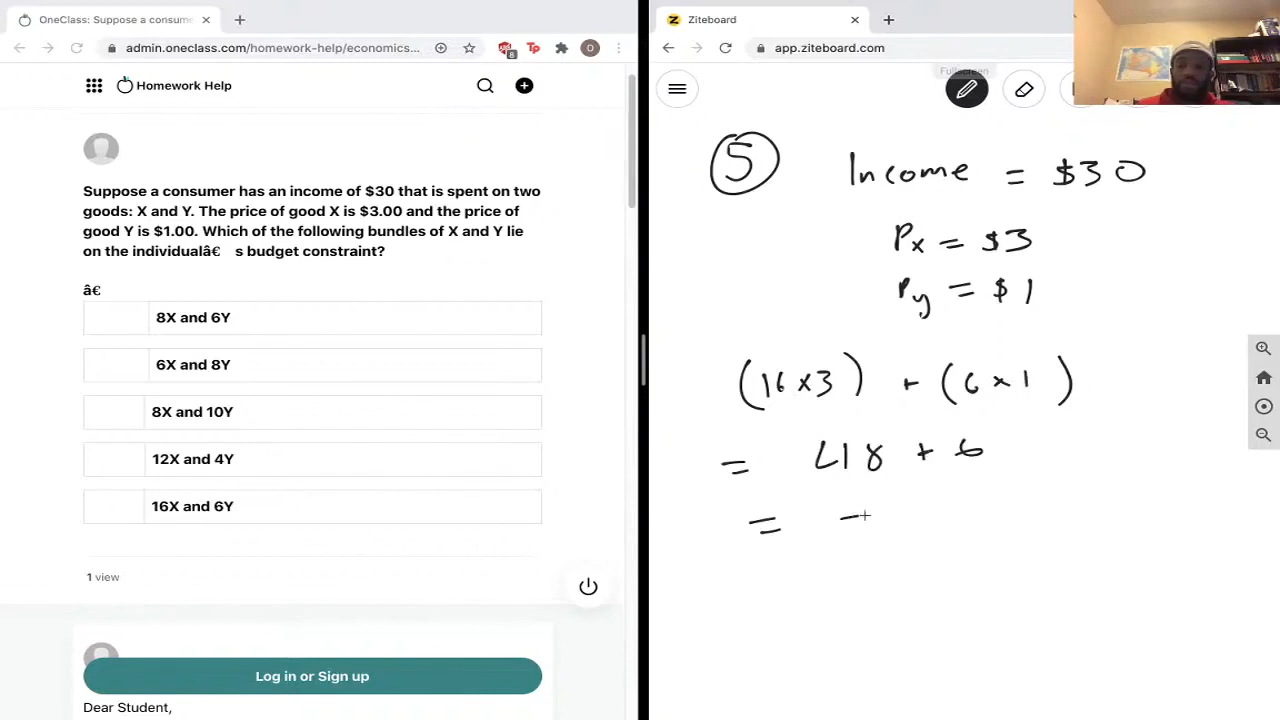 OneClass: Suppose a consume
admin.oneclass.com/homework-help/economics...
8
Tp
D
Homework Help
Suppose a consumer has an income of $30 that is spent on two
goods: X and Y. The price of good X is $3.00 and the price of
good Y is $1.00. Which of the following bundles of X and Y lie
on the individualâ€ s budget constraint?
â€
8X and 6Y
6X and 8Y
8X and 10Y
12X and 4Y
16X and 6Y
1 view
Log in or Sign up
Dear Student,
Z
Ziteboard
app.ziteboard.com
Fullscreen
5 Income = $30
Px = $3
Py = $1
(16 x 3) + (6 x 1)
= 48 + 6
=